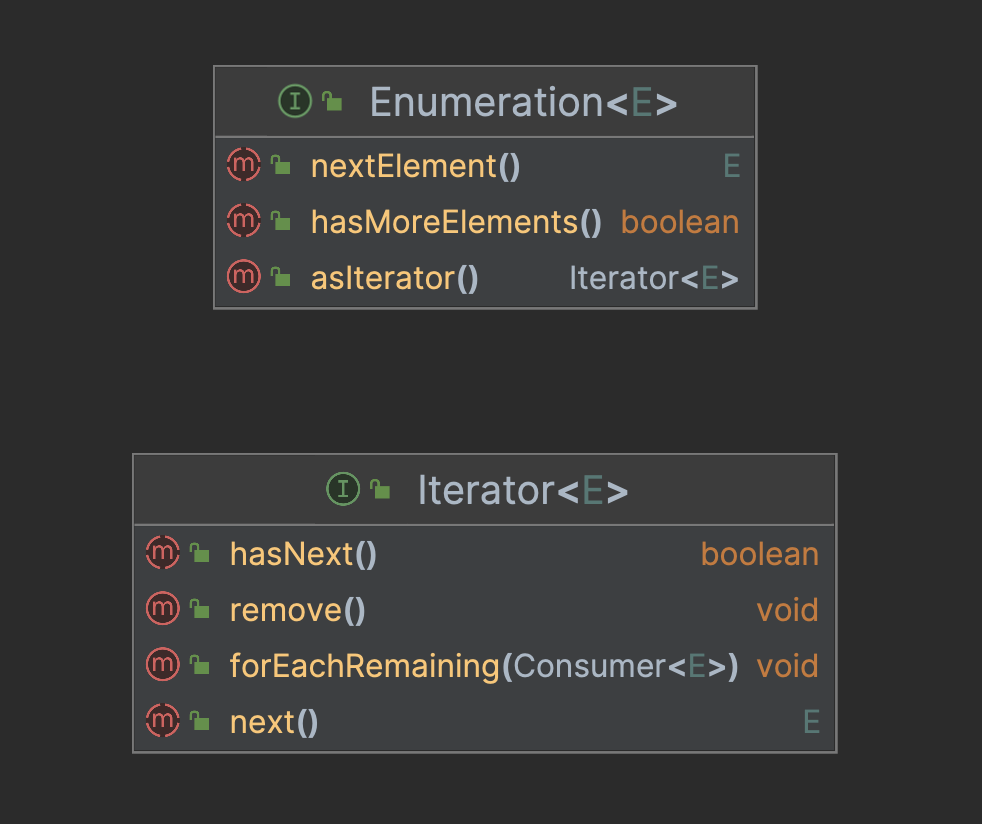 Enumeration<E>
nextElement() E
hasMoreElements() boolean
asIterator() Iterator<E>
Iterator<E>
hasNext() boolean
remove() void
forEachRemaining(Consumer<E>) void
next() E